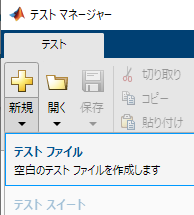 テスト マネージャー
テスト
新規
開く
保存
切り取り
コピー
貼り付け
テスト ファイル
空白のテスト ファイルを作成します
テスト スイート